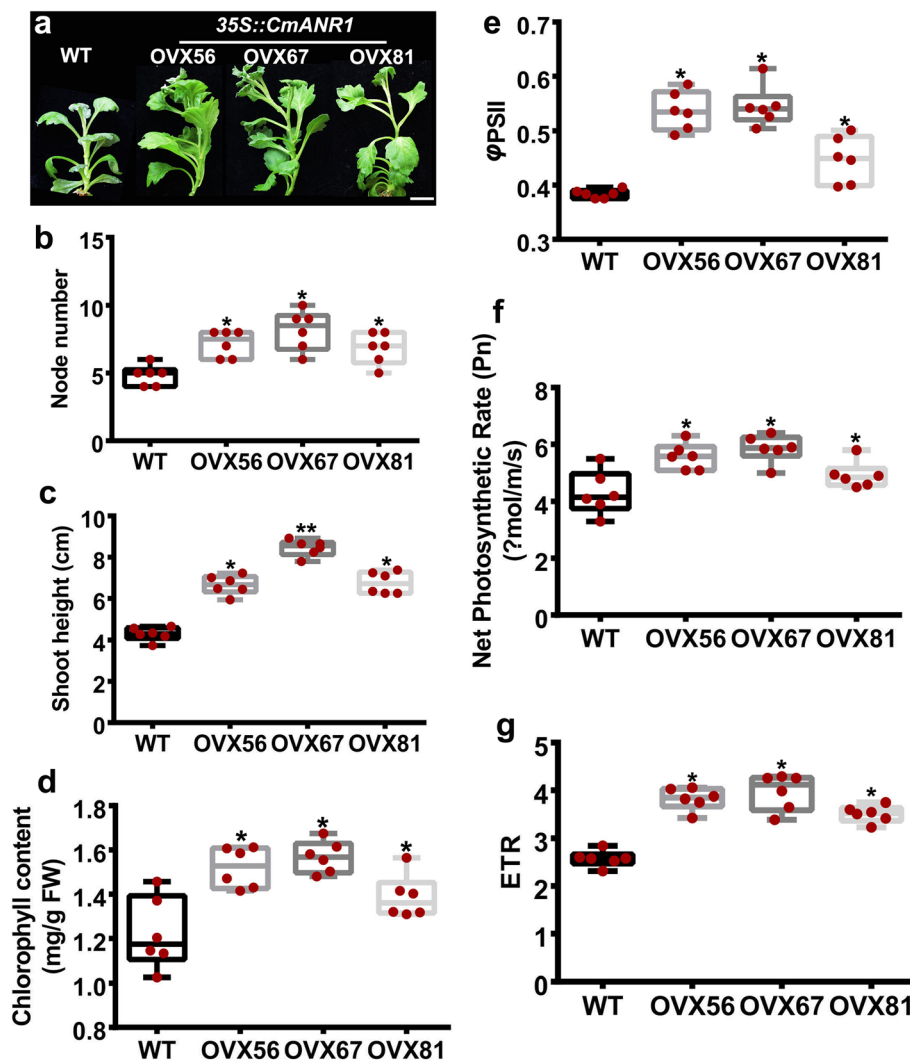 a
35S::CmANR1
WT OVX56 OVX67 OVX81
b
Node number
15
10
5
0
* * *
WT OVX56 OVX67 OVX81
c
Shoot height (cm)
10
8
6
4
2
0
* ** *
WT OVX56 OVX67 OVX81
d
Chlorophyll content
(mg/g FW)
1.8
1.6
1.4
1.2
1.0
0.8
* * *
WT OVX56 OVX67 OVX81
e
φPSII
0.7
0.6
0.5
0.4
0.3
* * *
WT OVX56 OVX67 OVX81
f
Net Photosynthetic Rate (Pn)
(?mol/m/s)
8
6
4
2
0
* * *
WT OVX56 OVX67 OVX81
g
ETR
5
4
3
2
1
0
* * *
WT OVX56 OVX67 OVX81